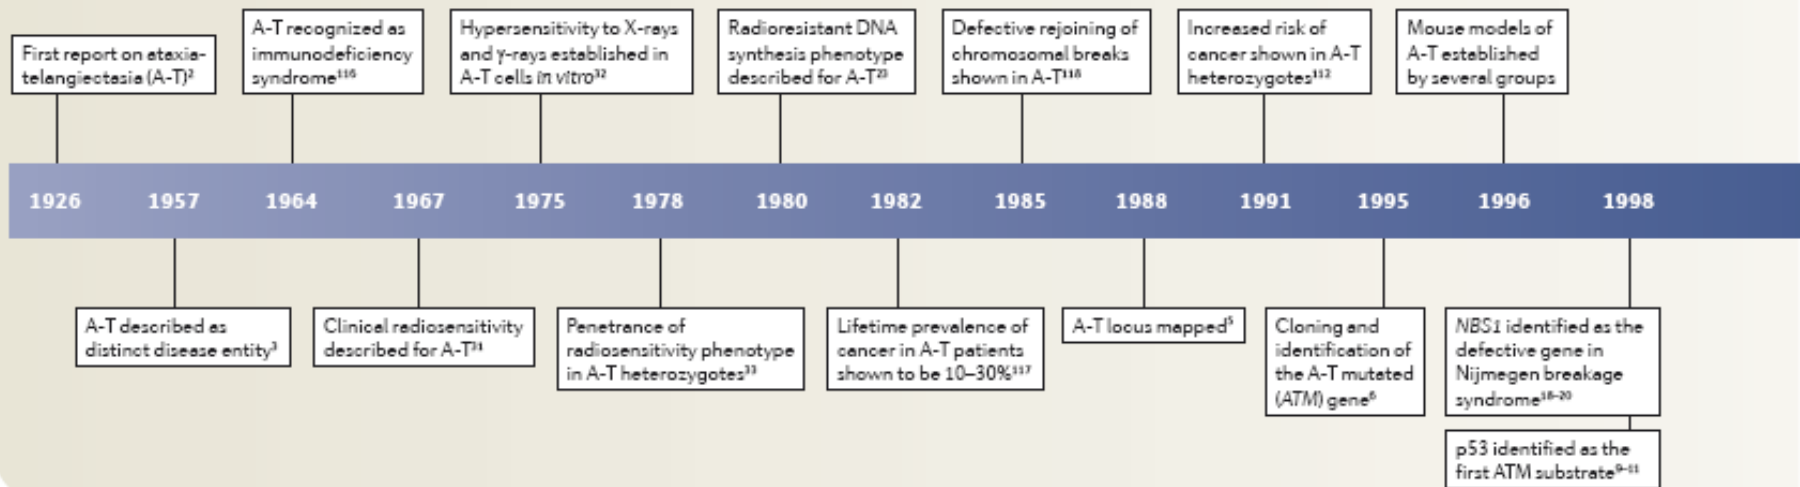 First report on ataxia-
telangiectasia (A-T)²
A-T recognized as
immunodeficiency
syndrome¹¹⁶
Hypersensitivity to X-rays
and γ-rays established in
A-T cells in vitro³²
Radioresistant DNA
synthesis phenotype
described for A-T²³
Defective rejoining of
chromosomal breaks
shown in A-T¹¹⁸
Increased risk of
cancer shown in A-T
heterozygotes¹¹²
Mouse models of
A-T established
by several groups
1926 1957 1964 1967 1975 1978 1980 1982 1985 1988 1991 1995 1996 1998
A-T described as
distinct disease entity³
Clinical radiosensitivity
described for A-T³¹
Penetrance of
radiosensitivity phenotype
in A-T heterozygotes³³
Lifetime prevalence of
cancer in A-T patients
shown to be 10–30%¹¹⁷
A-T locus mapped⁵
Cloning and
identification of
the A-T mutated
(ATM) gene⁶
NBS1 identified as the
defective gene in
Nijmegen breakage
syndrome¹⁸⁻²⁰
p53 identified as the
first ATM substrate⁹⁻¹¹